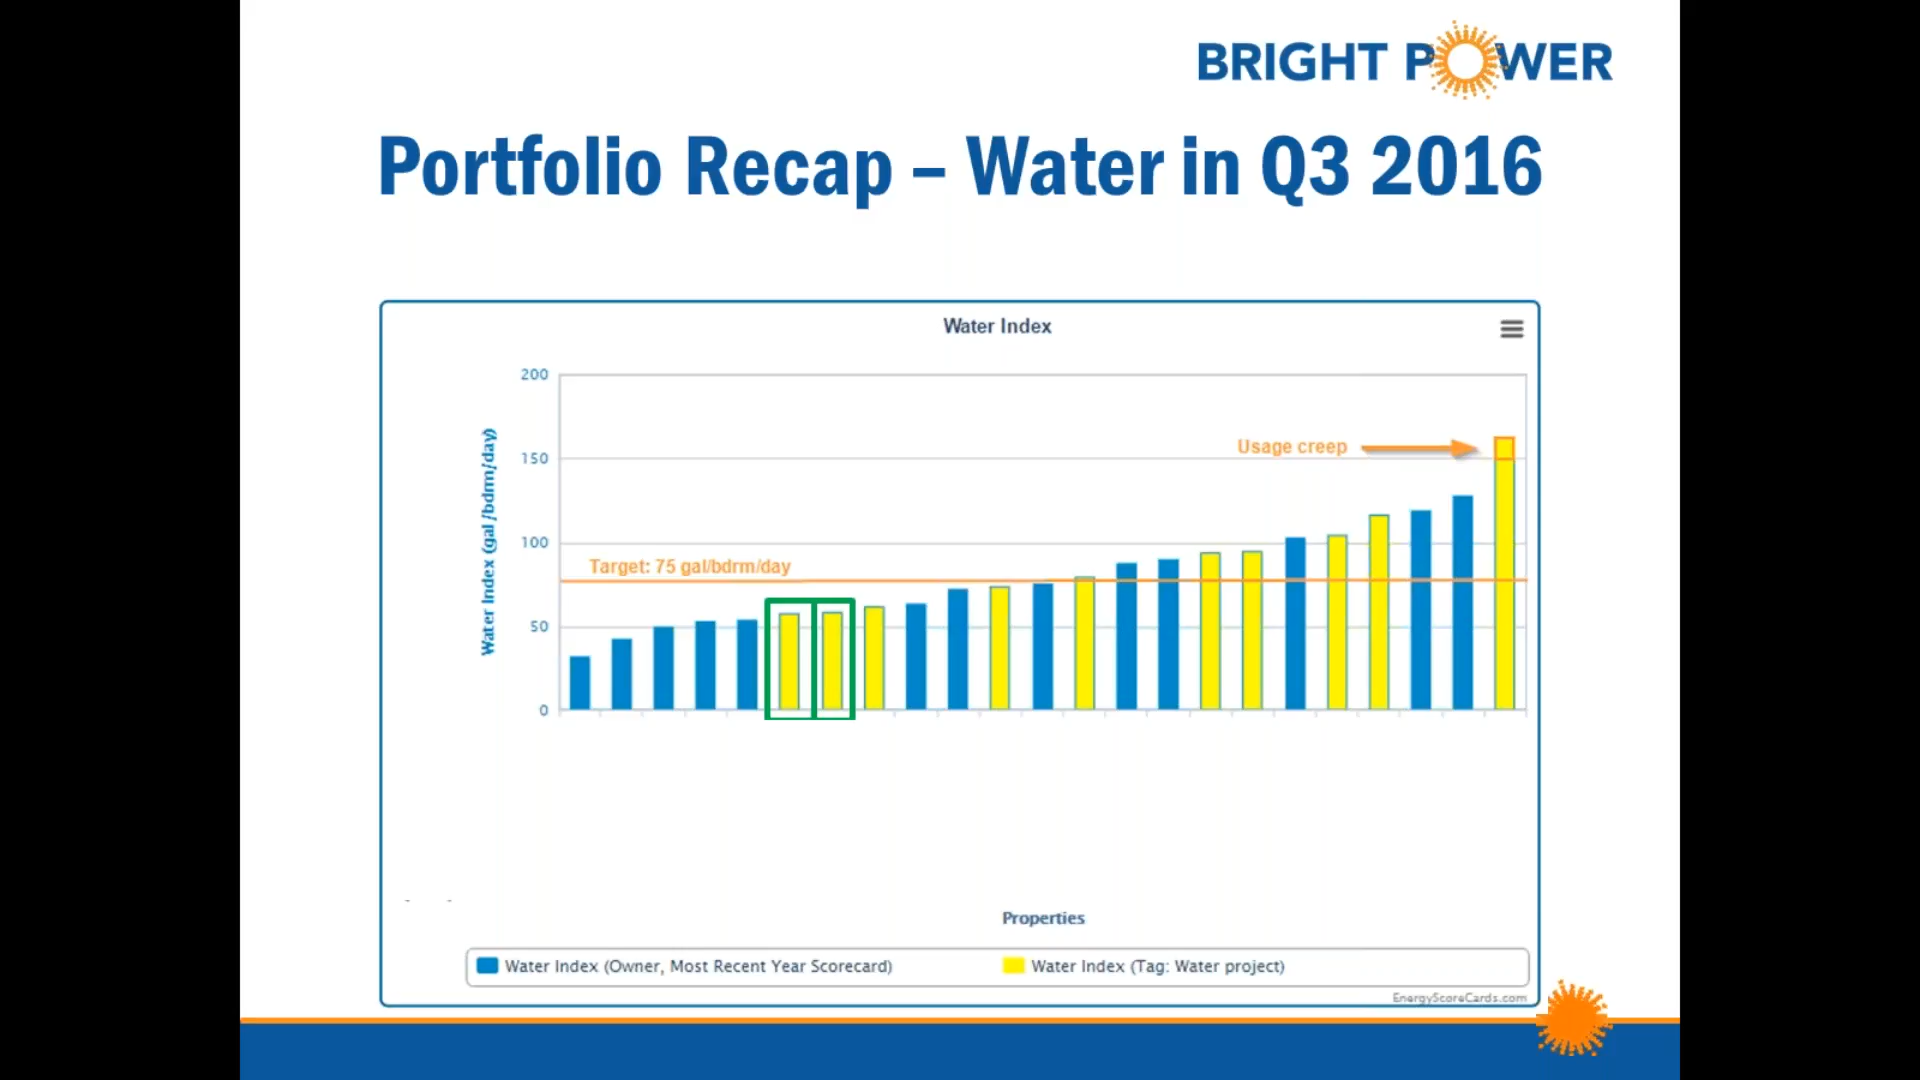 BRIGHT POWER
Portfolio Recap – Water in Q3 2016
Water Index
200
150
100
50
0
Water Index (gal/bdrm/day)
Usage creep
Target: 75 gal/bdrm/day
Properties
Water Index (Owner, Most Recent Year Scorecard)
Water Index (Tag: Water project)
EnergyScoreCards.com